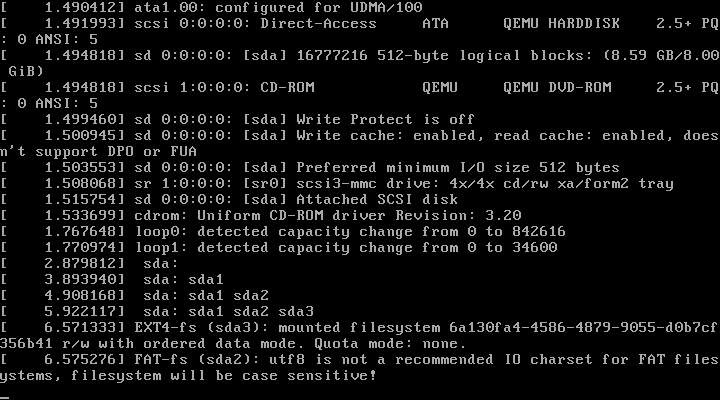 [    1.490412] ata1.00: configured for UDMA/100
[    1.491993] scsi 0:0:0:0: Direct-Access     ATA      QEMU HARDDISK    2.5+ PQ
: 0 ANSI: 5
[    1.494818] sd 0:0:0:0: [sda] 16777216 512-byte logical blocks: (8.59 GB/8.00
 GiB)
[    1.494818] scsi 1:0:0:0: CD-ROM            QEMU     QEMU DVD-ROM     2.5+ PQ
: 0 ANSI: 5
[    1.499460] sd 0:0:0:0: [sda] Write Protect is off
[    1.500945] sd 0:0:0:0: [sda] Write cache: enabled, read cache: enabled, does
n't support DPO or FUA
[    1.503553] sd 0:0:0:0: [sda] Preferred minimum I/O size 512 bytes
[    1.508068] sr 1:0:0:0: [sr0] scsi3-mmc drive: 4x/4x cd/rw xa/form2 tray
[    1.515754] sd 0:0:0:0: [sda] Attached SCSI disk
[    1.533699] cdrom: Uniform CD-ROM driver Revision: 3.20
[    1.767648] loop0: detected capacity change from 0 to 842616
[    1.770974] loop1: detected capacity change from 0 to 34600
[    2.879812]  sda:
[    3.893940]  sda: sda1
[    4.908168]  sda: sda1 sda2
[    5.922117]  sda: sda1 sda2 sda3
[    6.571333] EXT4-fs (sda3): mounted filesystem 6a130fa4-4586-4879-9055-d0b7cf
356b41 r/w with ordered data mode. Quota mode: none.
[    6.575276] FAT-fs (sda2): utf8 is not a recommended IO charset for FAT files
ystems, filesystem will be case sensitive!
_